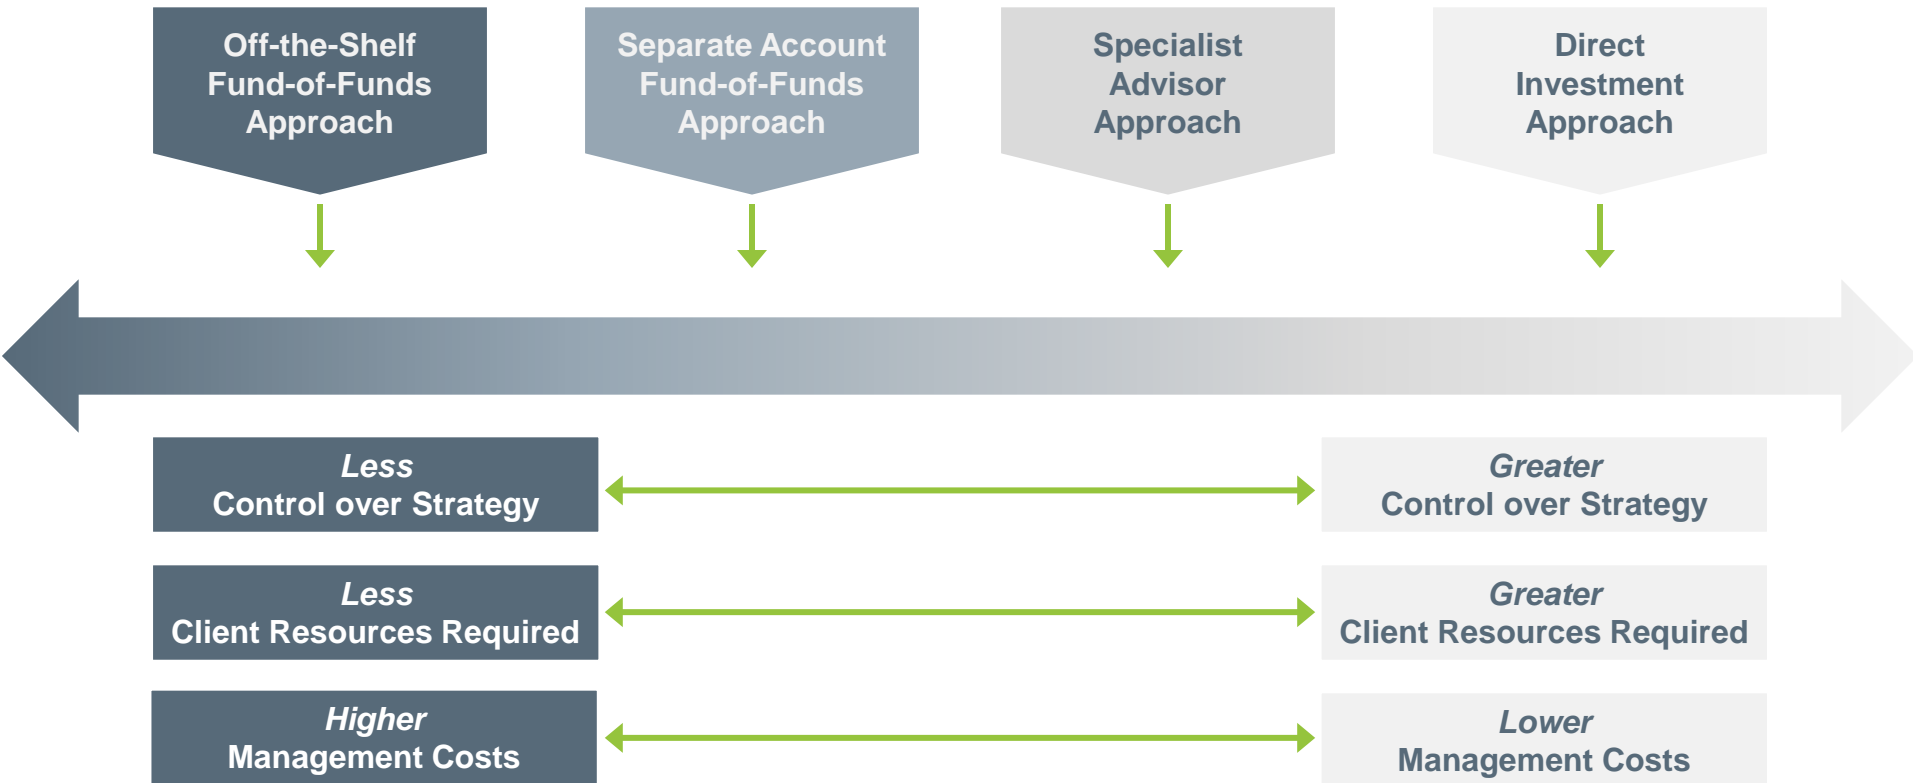 Off-the-Shelf
Fund-of-Funds
Approach
Separate Account
Fund-of-Funds
Approach
Specialist
Advisor
Approach
Direct
Investment
Approach
Less
Control over Strategy
Greater
Control over Strategy
Less
Client Resources Required
Greater
Client Resources Required
Higher
Management Costs
Lower
Management Costs